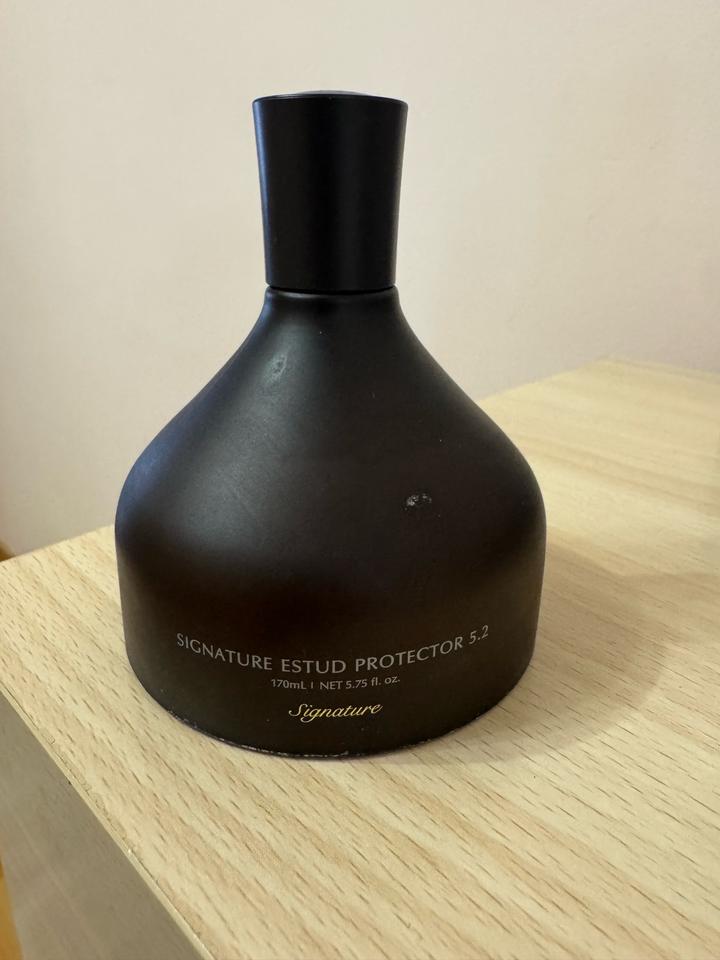 SIGNATURE ESTUD PROTECTOR 5.2
170mL | NET 5.75 fl. oz.
Signature